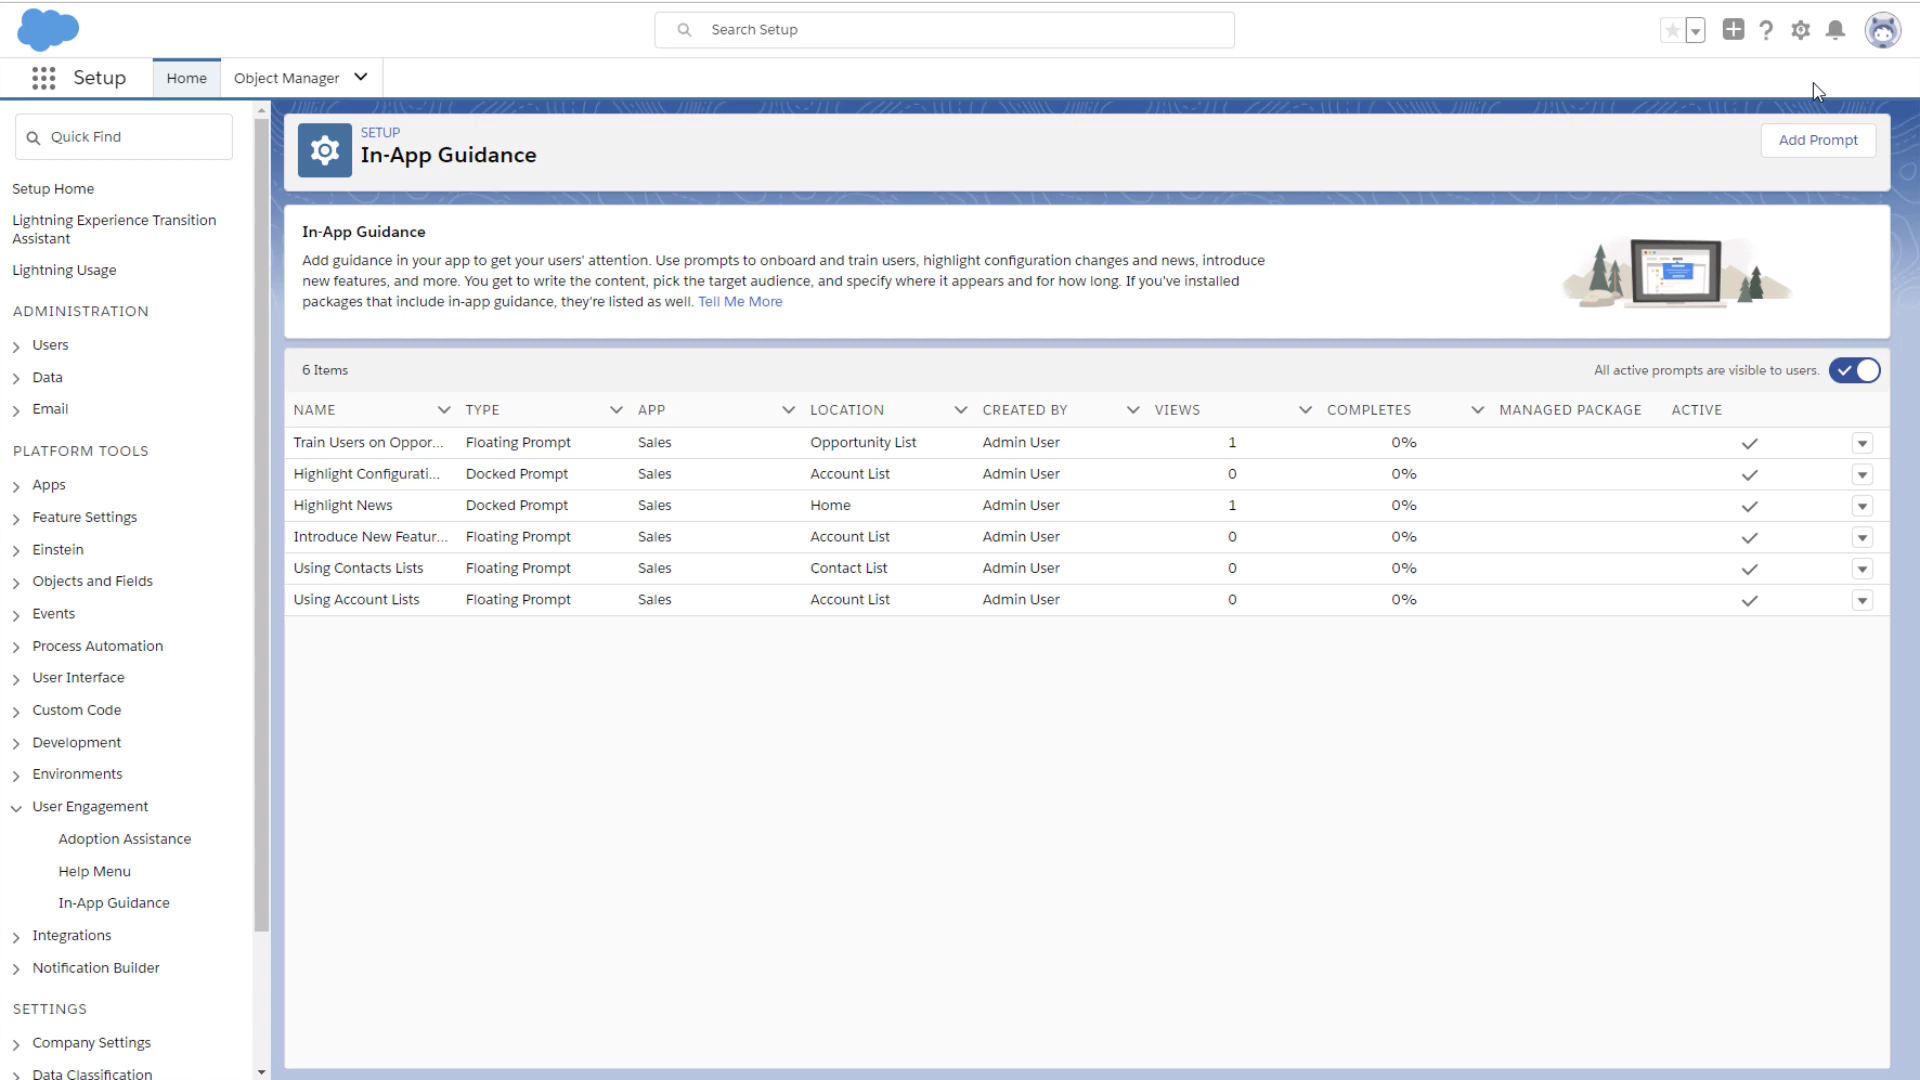 Search Setup
Setup
Home
Object Manager
Quick Find
Setup Home
Lightning Experience Transition
Assistant
Lightning Usage
ADMINISTRATION
Users
Data
Email
PLATFORM TOOLS
Apps
Feature Settings
Einstein
Objects and Fields
Events
Process Automation
User Interface
Custom Code
Development
Environments
User Engagement
Adoption Assistance
Help Menu
In-App Guidance
Integrations
Notification Builder
SETTINGS
Company Settings
Data Classification
SETUP
In-App Guidance
Add Prompt
In-App Guidance
Add guidance in your app to get your users' attention. Use prompts to onboard and train users, highlight configuration changes and news, introduce
new features, and more. You get to write the content, pick the target audience, and specify where it appears and for how long. If you've installed
packages that include in-app guidance, they're listed as well. Tell Me More
6 Items
All active prompts are visible to users.
NAME TYPE APP LOCATION CREATED BY VIEWS COMPLETES MANAGED PACKAGE ACTIVE
Train Users on Oppor... Floating Prompt Sales Opportunity List Admin User 1 0%
Highlight Configurati... Docked Prompt Sales Account List Admin User 0 0%
Highlight News Docked Prompt Sales Home Admin User 1 0%
Introduce New Featur... Floating Prompt Sales Account List Admin User 0 0%
Using Contacts Lists Floating Prompt Sales Contact List Admin User 0 0%
Using Account Lists Floating Prompt Sales Account List Admin User 0 0%